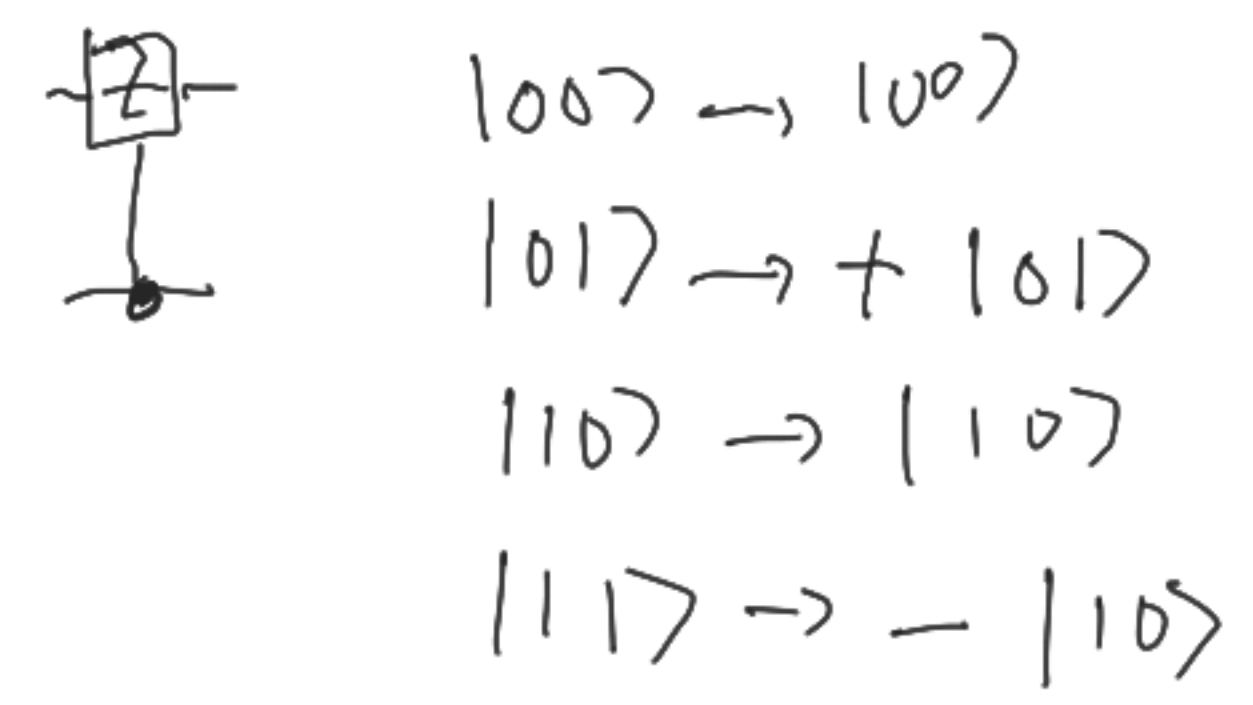 Z
|00⟩ → |00⟩
|01⟩ → + |01⟩
|10⟩ → |10⟩
|11⟩ → - |10⟩